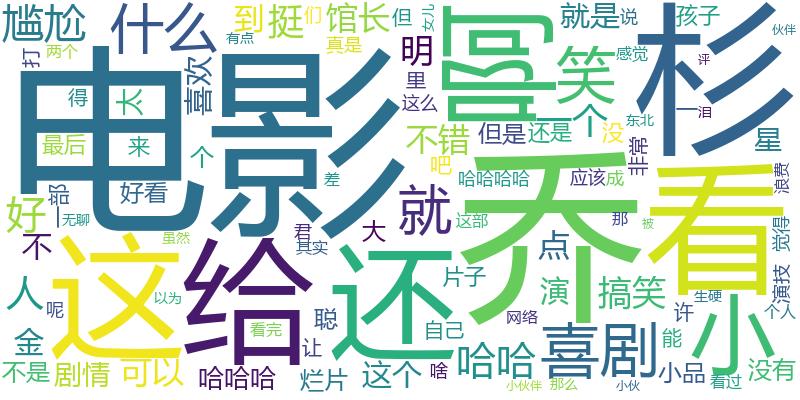 尴尬
什么
到
挺
们
馆长
但
女儿
就是
说
孩子
伙伴
打
两个
有点
真是
明
啊
笑
感觉
杉
评
电影
喜欢
里
这么
一个
一
泪
得
太
不错
但是
还是
没
东北
星
最后
来
个
吧
非常
浪费
一部
好看
差
哈哈哈哈
应该
成
好
无聊
就
这部
那
被
觉得
不
虽然
君
其实
大
乔
看
这
给
还
点
人
呢
以为
片子
演
搞笑
生硬
演技
个人
金
看完
聪
自己
网络
喜剧
许
能
小
让
不是
剧情
可以
哈哈哈
烂片
这个
啥
哈哈
小伙伴
那么
小伙
小品
看过
没有